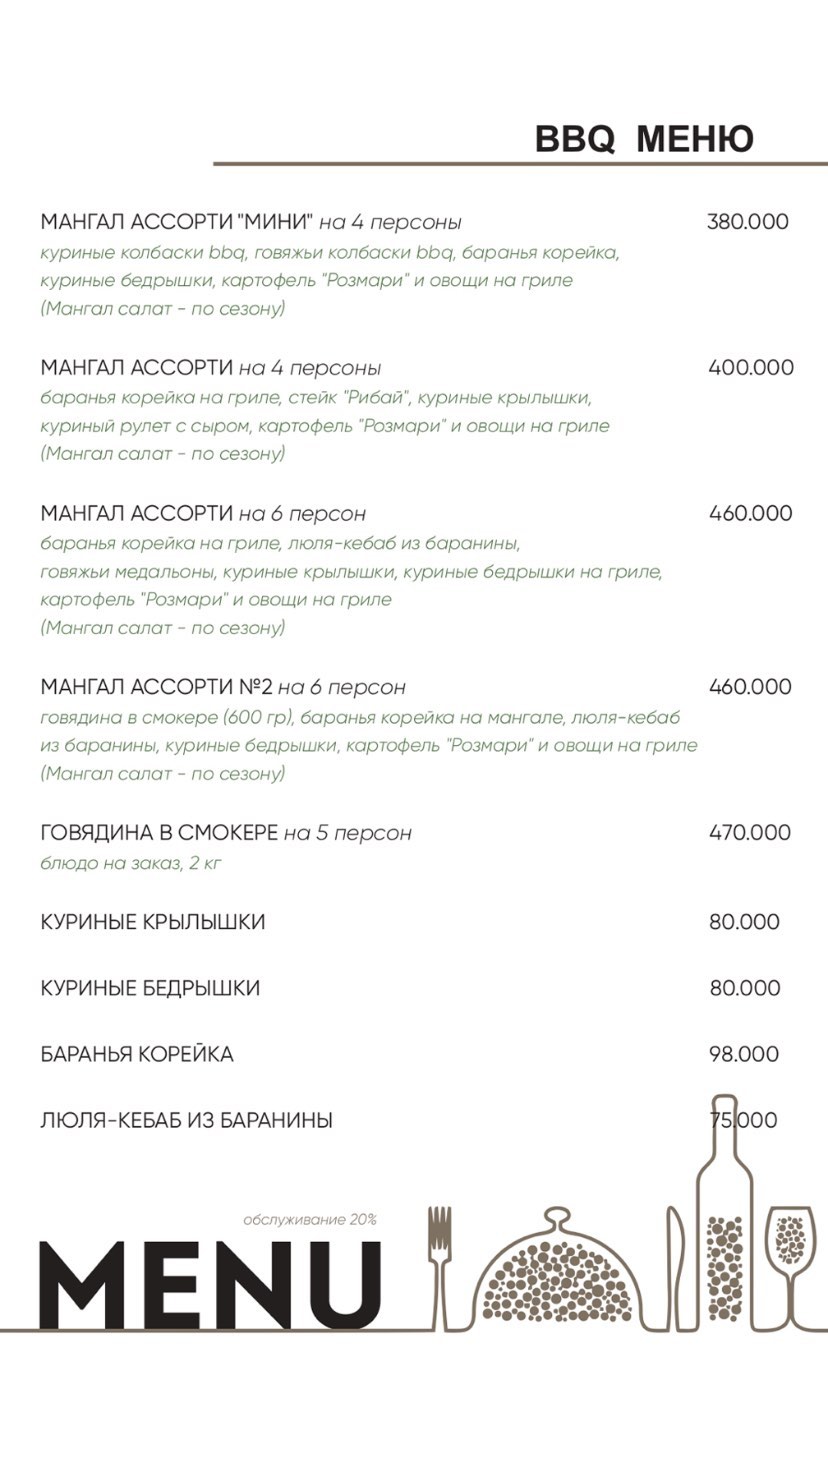 BBQ МЕНЮ
МАНГАЛ АССОРТИ "МИНИ" на 4 персоны 380.000
куриные колбаски bbq, говяжьи колбаски bbq, баранья корейка,
куриные бедрышки, картофель "Розмари" и овощи на гриле
(Мангал салат - по сезону)
МАНГАЛ АССОРТИ на 4 персоны 400.000
баранья корейка на гриле, стейк "Рибай", куриные крылышки,
куриный рулет с сыром, картофель "Розмари" и овощи на гриле
(Мангал салат - по сезону)
МАНГАЛ АССОРТИ на 6 персон 460.000
баранья корейка на гриле, люля-кебаб из баранины,
говяжьи медальоны, куриные крылышки, куриные бедрышки на гриле,
картофель "Розмари" и овощи на гриле
(Мангал салат - по сезону)
МАНГАЛ АССОРТИ №2 на 6 персон 460.000
говядина в смокере (600 гр), баранья корейка на мангале, люля-кебаб
из баранины, куриные бедрышки, картофель "Розмари" и овощи на гриле
(Мангал салат - по сезону)
ГОВЯДИНА В СМОКЕРЕ на 5 персон 470.000
блюдо на заказ, 2 кг
КУРИНЫЕ КРЫЛЫШКИ 80.000
КУРИНЫЕ БЕДРЫШКИ 80.000
БАРАНЬЯ КОРЕЙКА 98.000
ЛЮЛЯ-КЕБАБ ИЗ БАРАНИНЫ 75.000
обслуживание 20%
MENU